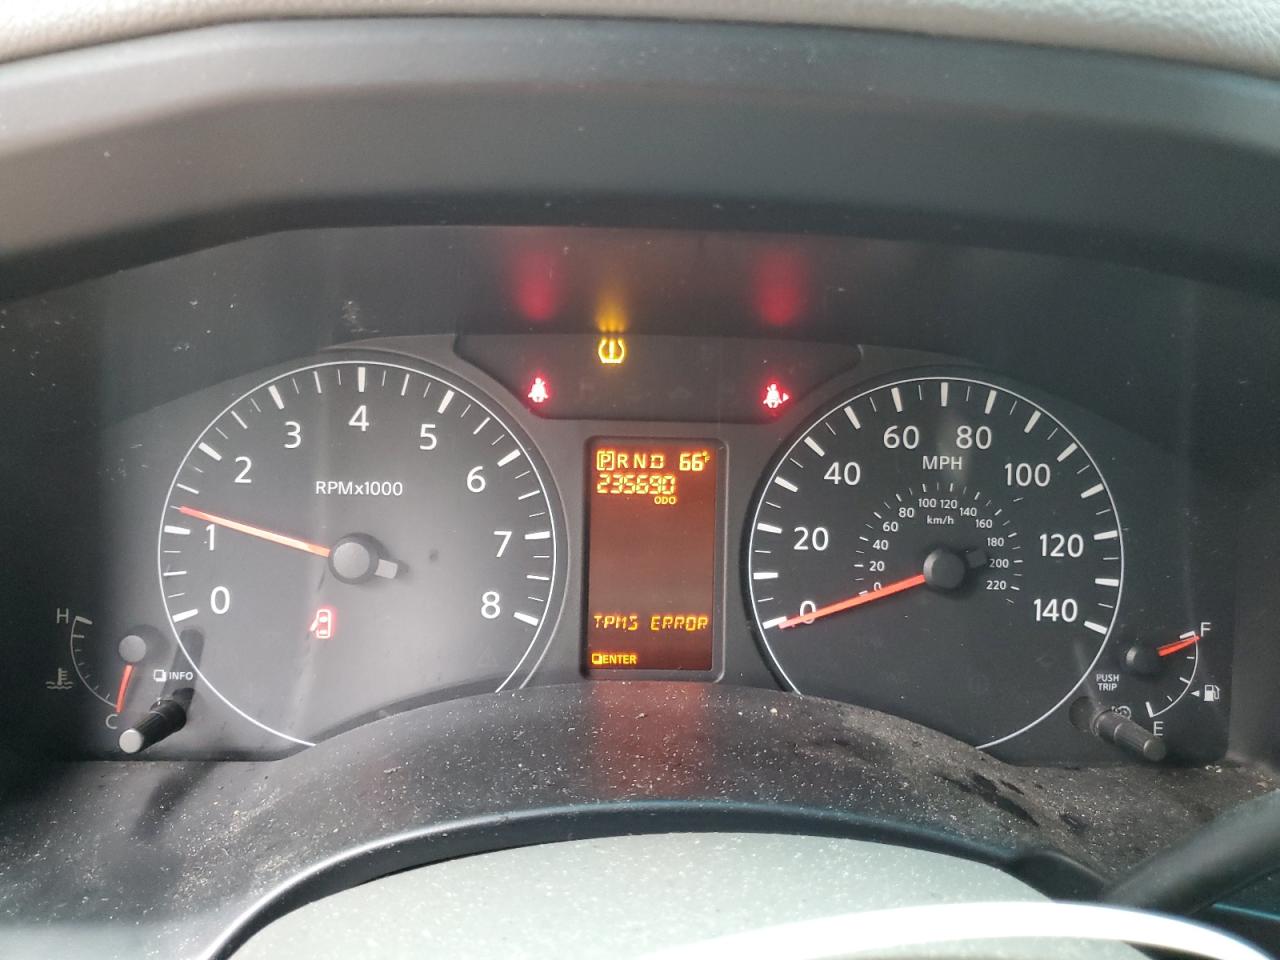 0
1
2
3
4
5
6
7
8
RPMx1000
H
C
INFO
P R N D 66°F
235690
ODO
TPMS ERROR
ENTER
0
20
40
60
80
100
120
140
MPH
0
20
40
60
80
100
120
140
160
180
200
220
km/h
PUSH
TRIP
F
E